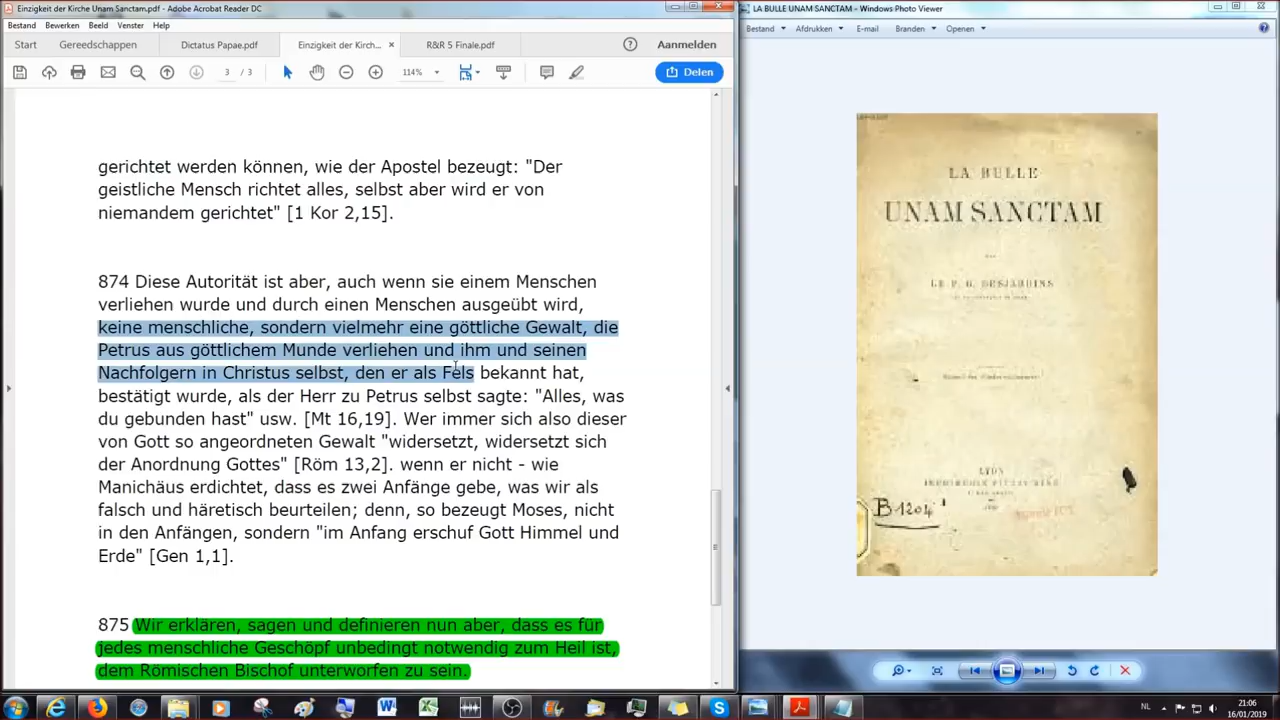 Einzigkeit der Kirche Unam Sanctam.pdf - Adobe Acrobat Reader DC
Bestand Bewerken Beeld Venster Help
Start Gereedschappen Dictatus Papae.pdf Einzigkeit der Kirch... × R&R 5 Finale.pdf Aanmelden
3 / 3 114% Delen
gerichtet werden können, wie der Apostel bezeugt: "Der
geistliche Mensch richtet alles, selbst aber wird er von
niemandem gerichtet" [1 Kor 2,15].
874 Diese Autorität ist aber, auch wenn sie einem Menschen
verliehen wurde und durch einen Menschen ausgeübt wird,
keine menschliche, sondern vielmehr eine göttliche Gewalt, die
Petrus aus göttlichem Munde verliehen und ihm und seinen
Nachfolgern in Christus selbst, den er als Fels bekannt hat,
bestätigt wurde, als der Herr zu Petrus selbst sagte: "Alles, was
du gebunden hast" usw. [Mt 16,19]. Wer immer sich also dieser
von Gott so angeordneten Gewalt "widersetzt, widersetzt sich
der Anordnung Gottes" [Röm 13,2]. wenn er nicht - wie
Manichäus erdichtet, dass es zwei Anfänge gebe, was wir als
falsch und häretisch beurteilen; denn, so bezeugt Moses, nicht
in den Anfängen, sondern "im Anfang erschuf Gott Himmel und
Erde" [Gen 1,1].
875 Wir erklären, sagen und definieren nun aber, dass es für
jedes menschliche Geschöpf unbedingt notwendig zum Heil ist,
dem Römischen Bischof unterworfen zu sein.
LA BULLE UNAM SANCTAM - Windows Photo Viewer
Bestand Afdrukken E-mail Branden Openen
LA BULLE
UNAM SANCTAM
PAR
LE P. G. DESJARDINS
LYON
IMPRIMERIE
B 1204
NL 21:06
16/01/2019